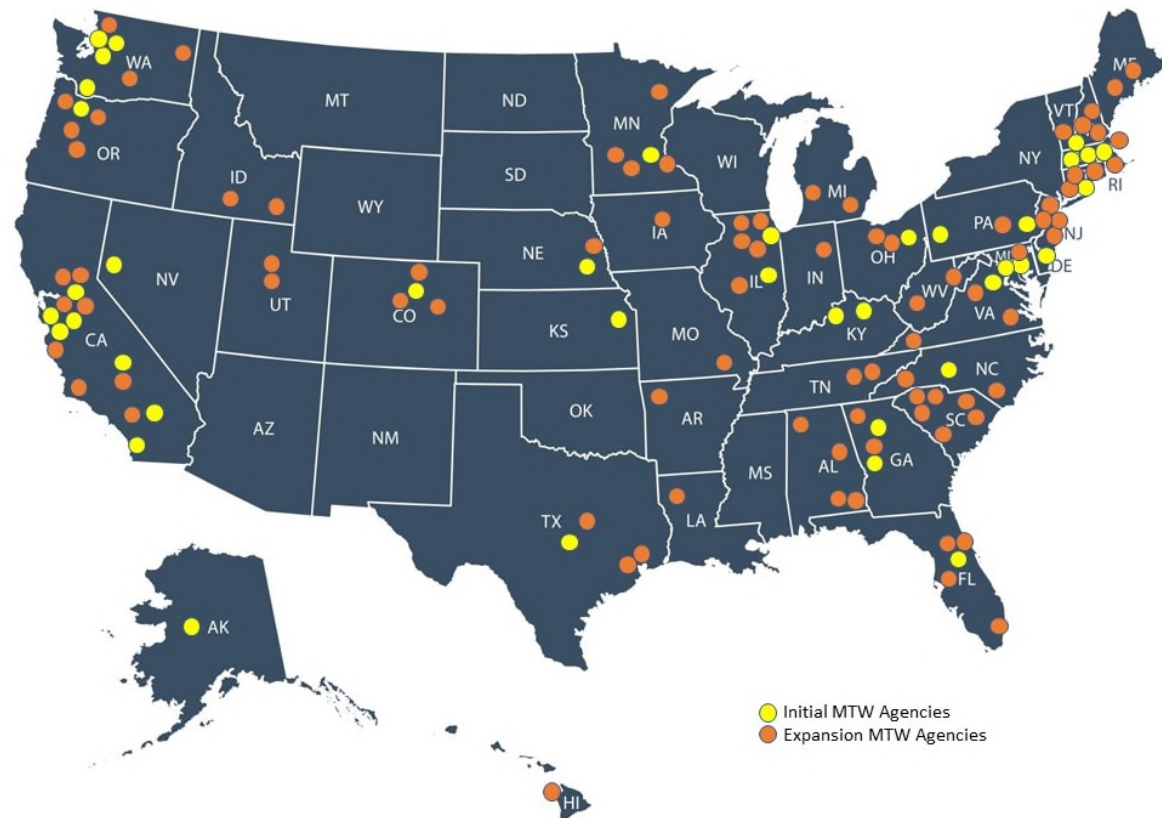 WA
MT
ND
MN
ME
VT
OR
ID
SD
WI
MI
NY
RI
WY
IA
PA
NJ
NE
OH
DE
NV
UT
CO
IL
IN
WV
VA
CA
KS
MO
KY
NC
TN
AZ
NM
OK
AR
SC
MS
AL
GA
TX
LA
FL
AK
Initial MTW Agencies
Expansion MTW Agencies
HI